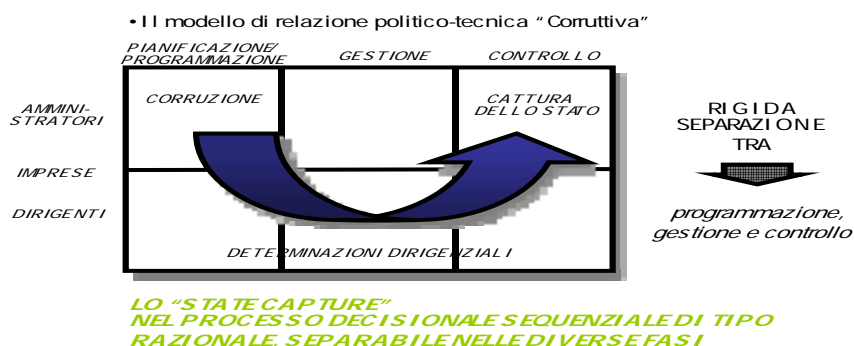 • Il modello di relazione politico-tecnica “Corruttiva”
PIANIFICAZIONE/
PROGRAMMAZIONE
GESTIONE
CONTROLLO
AMMINI-
STRATORI
CORRUZIONE
CATTURA
DELLO STATO
RIGIDA
SEPARAZIONE
TRA
IMPRESE
DIRIGENTI
programmazione,
gestione e controllo
DETERMINAZIONI DIRIGENZIALI
LO “STATE CAPTURE”
NEL PROCESSO DECISIONALE SEQUENZIALE DI TIPO
RAZIONALE, SEPARABILE NELLE DIVERSE FASI